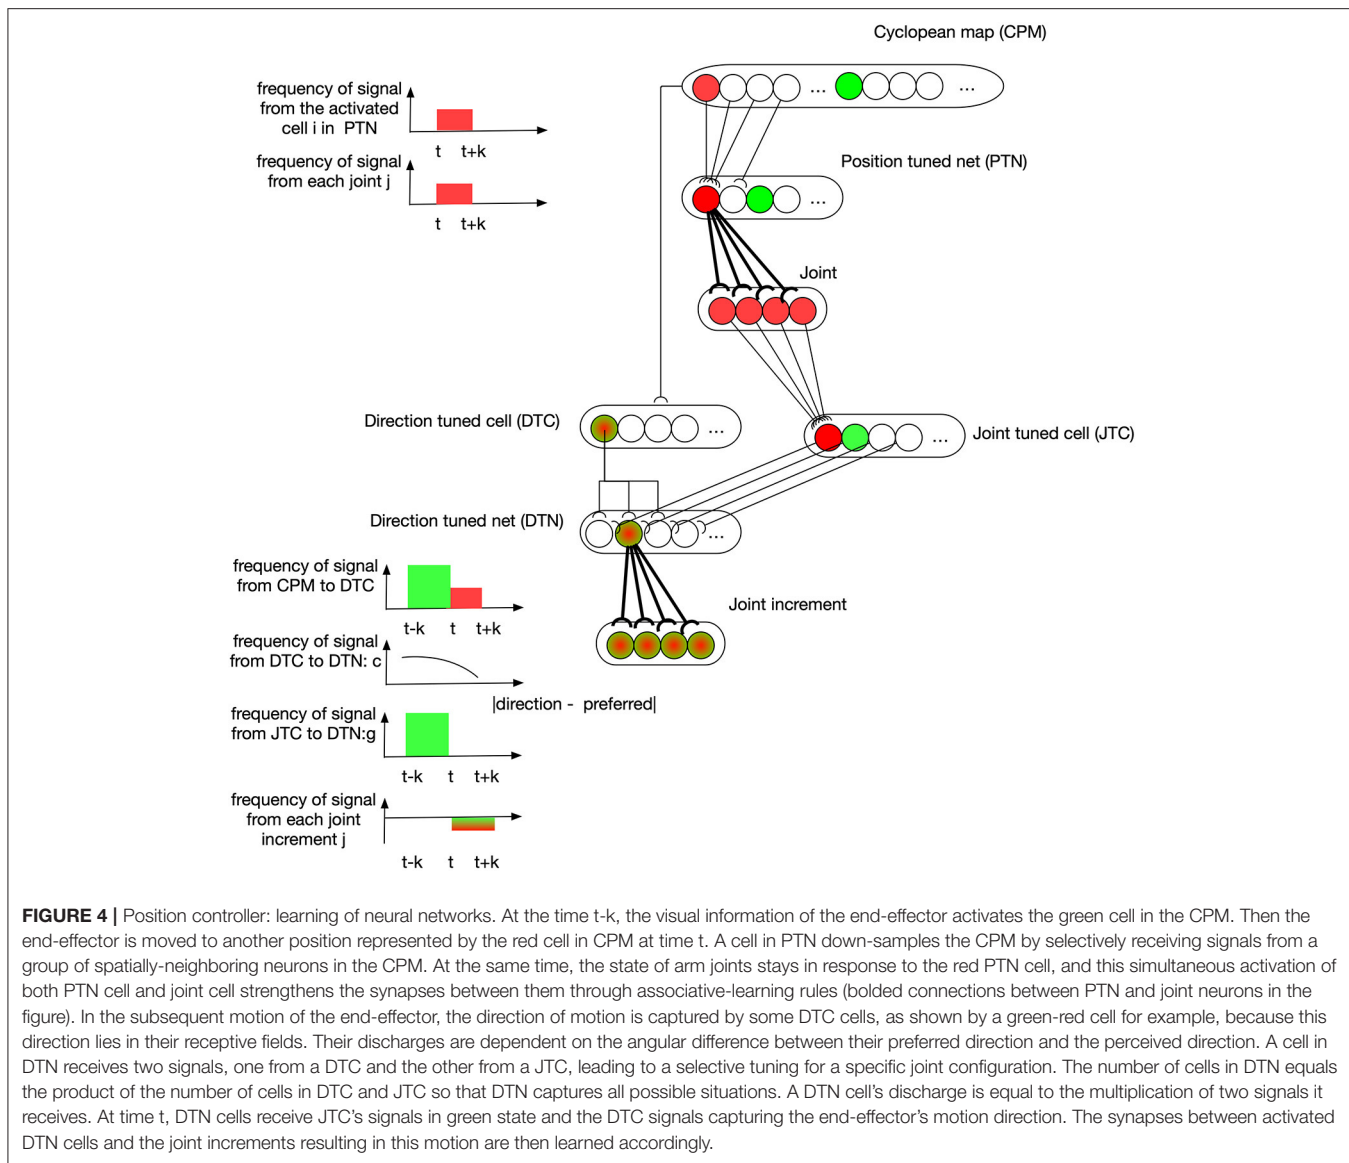 Cyclopean map (CPM)
frequency of signal
from the activated
cell i in PTN
t t+k
... ...
Position tuned net (PTN)
frequency of signal
from each joint j
t t+k
...
Joint
Direction tuned cell (DTC)
...
Joint tuned cell (JTC)
...
Direction tuned net (DTN)
...
frequency of signal
from CPM to DTC
t-k t t+k
Joint increment
frequency of signal
from DTC to DTN: c
|direction - preferred|
frequency of signal
from JTC to DTN:g
t-k t t+k
frequency of signal
from each joint
increment j
t-k t t+k
FIGURE 4 | Position controller: learning of neural networks. At the time t-k, the visual information of the end-effector activates the green cell in the CPM. Then the
end-effector is moved to another position represented by the red cell in CPM at time t. A cell in PTN down-samples the CPM by selectively receiving signals from a
group of spatially-neighboring neurons in the CPM. At the same time, the state of arm joints stays in response to the red PTN cell, and this simultaneous activation of
both PTN cell and joint cell strengthens the synapses between them through associative-learning rules (bolded connections between PTN and joint neurons in the
figure). In the subsequent motion of the end-effector, the direction of motion is captured by some DTC cells, as shown by a green-red cell for example, because this
direction lies in their receptive fields. Their discharges are dependent on the angular difference between their preferred direction and the perceived direction. A cell in
DTN receives two signals, one from a DTC and the other from a JTC, leading to a selective tuning for a specific joint configuration. The number of cells in DTN equals
the product of the number of cells in DTC and JTC so that DTN captures all possible situations. A DTN cell's discharge is equal to the multiplication of two signals it
receives. At time t, DTN cells receive JTC's signals in green state and the DTC signals capturing the end-effector's motion direction. The synapses between activated
DTN cells and the joint increments resulting in this motion are then learned accordingly.